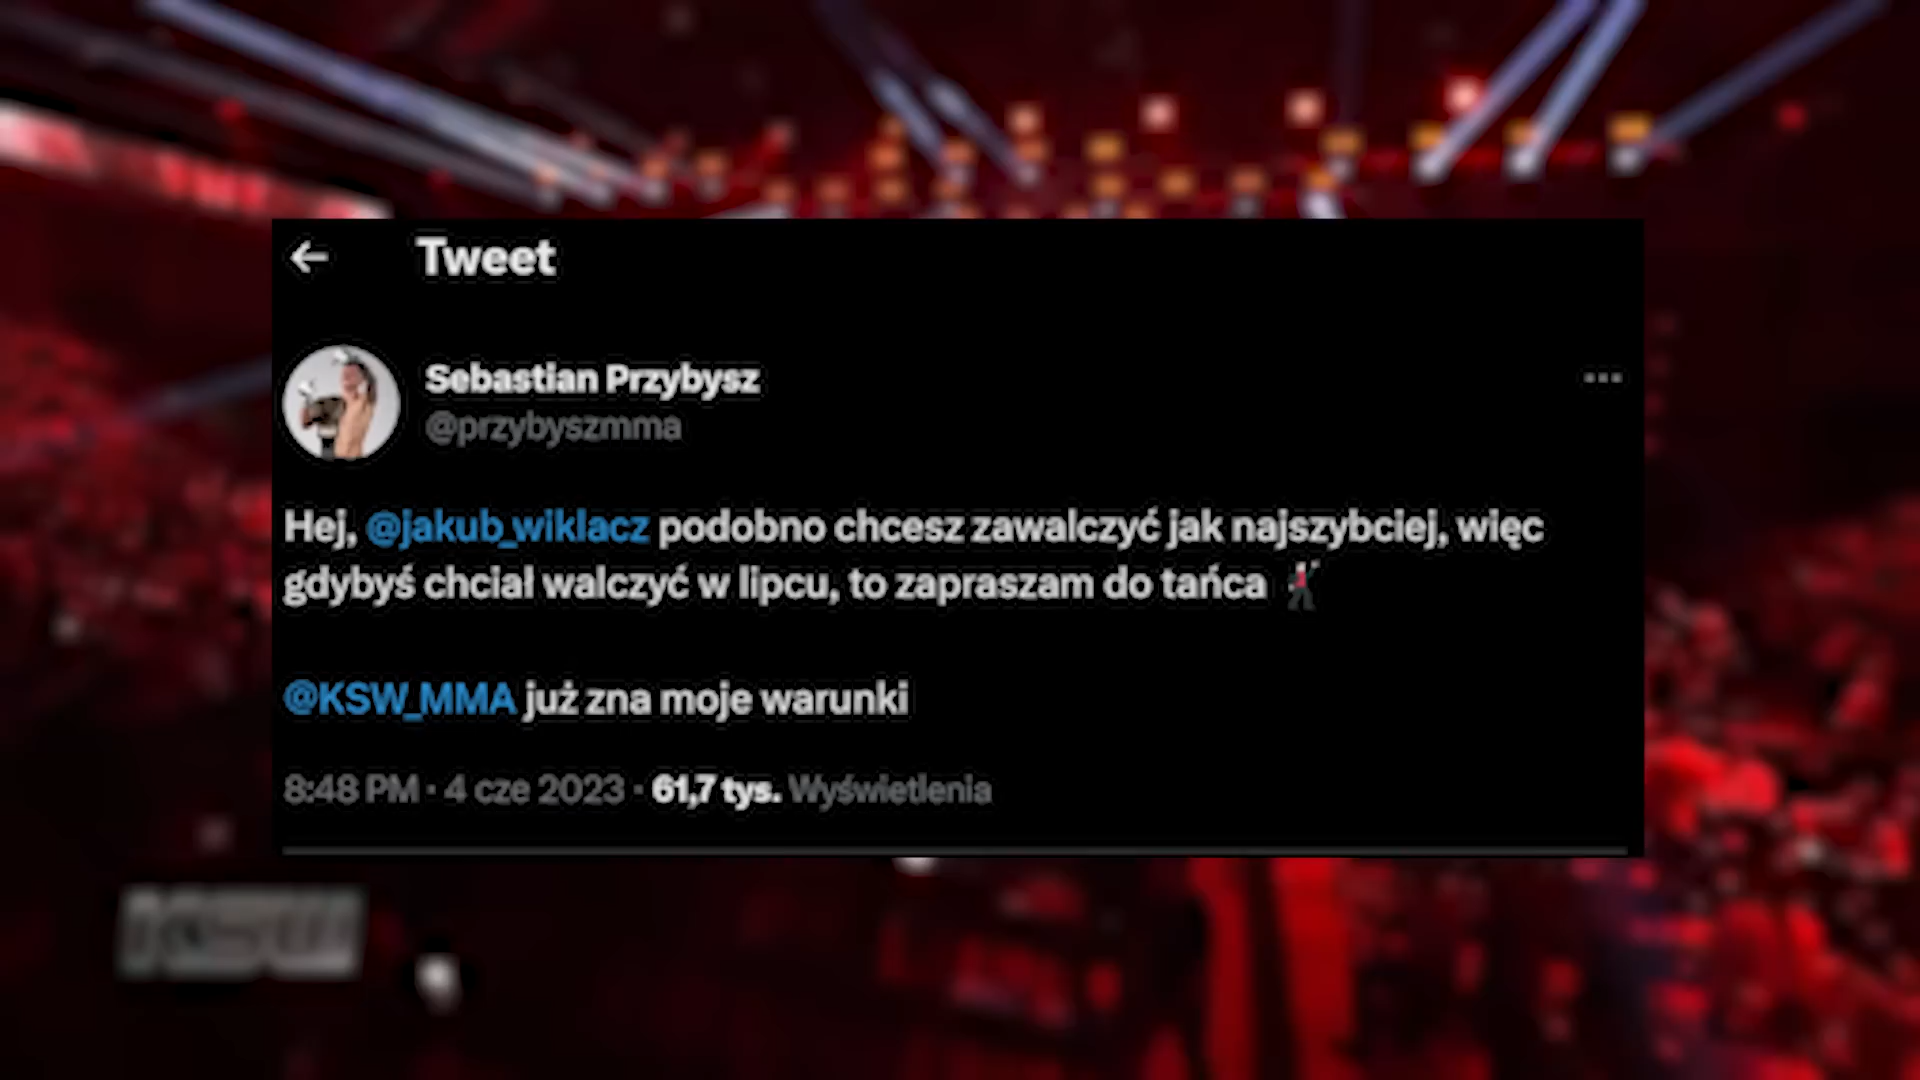 Tweet
Sebastian Przybysz
@przybyszmma
Hej, @jakub_wiklacz podobno chcesz zawalczyć jak najszybciej, więc
gdybyś chciał walczyć w lipcu, to zapraszam do tańca 🕺
@KSW_MMA już zna moje warunki
8:48 PM · 4 cze 2023 · 61,7 tys. Wyświetlenia
KSW